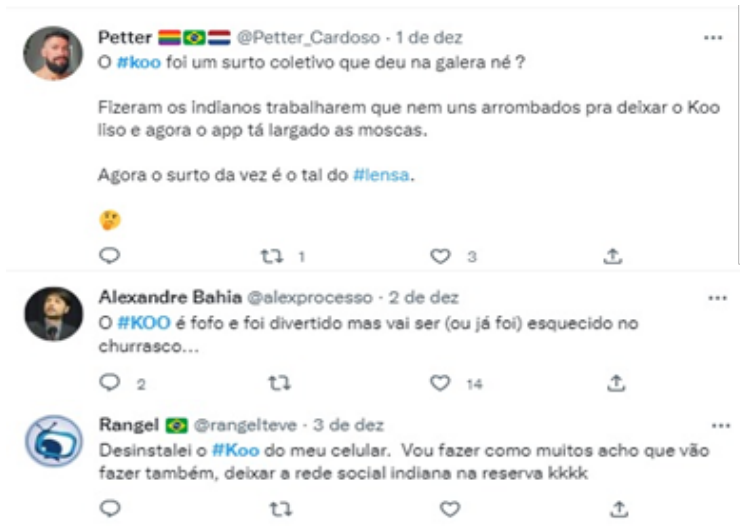 Petter 🏳️‍🌈🇧🇷🇳🇱 @Petter_Cardoso · 1 de dez
O #koo foi um surto coletivo que deu na galera né ?
Fizeram os indianos trabalharem que nem uns arrombados pra deixar o Koo
liso e agora o app tá largado as moscas.
Agora o surto da vez é o tal do #lensa.
🤔
1 3
Alexandre Bahia @alexprocesso · 2 de dez
O #KOO é fofo e foi divertido mas vai ser (ou já foi) esquecido no
churrasco...
2 14
Rangel 🇧🇷 @rangelteve · 3 de dez
Desinstalei o #Koo do meu celular. Vou fazer como muitos acho que vão
fazer também, deixar a rede social indiana na reserva kkkk